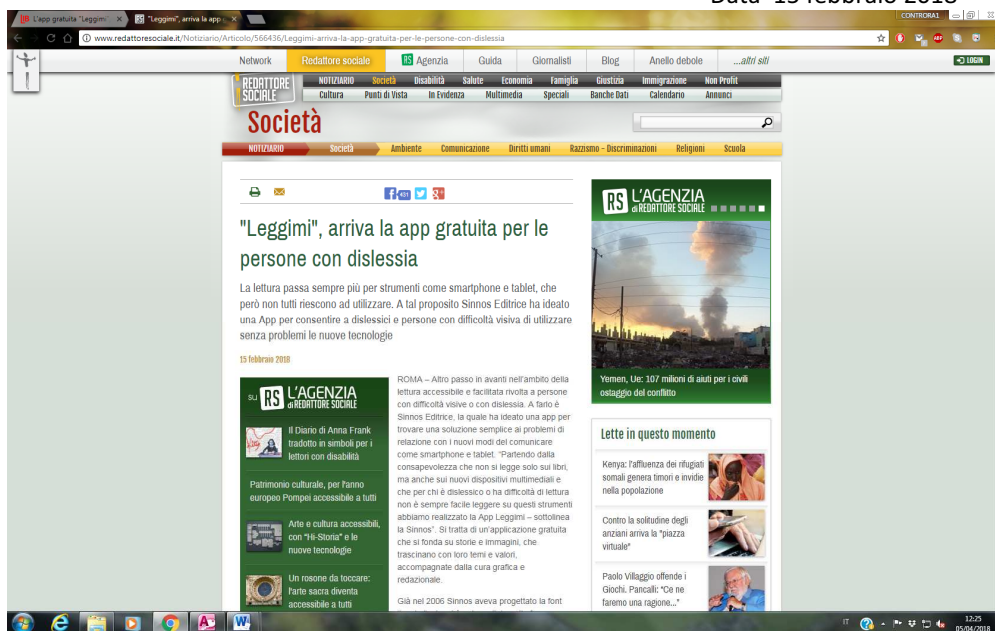 Data 15 febbraio 2018
L'app gratuita "Leggimi"
"Leggimi", arriva la app
CONTRORA1
www.redattoresociale.it/Notiziario/Articolo/566436/Leggimi-arriva-la-app-gratuita-per-le-persone-con-dislessia
Network Redattore sociale RS Agenzia Guida Giornalisti Blog Anello debole ...altri siti
LOGIN
REDATTORE SOCIALE
NOTIZIARIO Società Disabilità Salute Economia Famiglia Giustizia Immigrazione Non Profit
Cultura Punti di Vista In Evidenza Multimedia Speciali Banche Dati Calendario Annunci
Società
NOTIZIARIO Società Ambiente Comunicazione Diritti umani Razzismo - Discriminazioni Religioni Scuola
"Leggimi", arriva la app gratuita per le
persone con dislessia
La lettura passa sempre più per strumenti come smartphone e tablet, che
però non tutti riescono ad utilizzare. A tal proposito Sinnos Editrice ha ideato
una App per consentire a dislessici e persone con difficoltà visiva di utilizzare
senza problemi le nuove tecnologie
15 febbraio 2018
su RS L'AGENZIA
di REDATTORE SOCIALE
Il Diario di Anna Frank
tradotto in simboli per i
lettori con disabilità
Patrimonio culturale, per l'anno
europeo Pompei accessibile a tutti
Arte e cultura accessibili,
con "Hi-Storia" e le
nuove tecnologie
Un rosone da toccare:
l'arte sacra diventa
accessibile a tutti
ROMA – Altro passo in avanti nell'ambito della
lettura accessibile e facilitata rivolta a persone
con difficoltà visive o con dislessia. A farlo è
Sinnos Editrice, la quale ha ideato una app per
trovare una soluzione semplice ai problemi di
relazione con i nuovi modi del comunicare
come smartphone e tablet. "Partendo dalla
consapevolezza che non si legge solo sui libri,
ma anche sui nuovi dispositivi multimediali e
che per chi è dislessico o ha difficoltà di lettura
non è sempre facile leggere su questi strumenti
abbiamo realizzato la App Leggimi – sottolinea
la Sinnos". Si tratta di un'applicazione gratuita
che si fonda su storie e immagini, che
trascinano con loro temi e valori,
accompagnate dalla cura grafica e
redazionale.
Già nel 2006 Sinnos aveva progettato la font
RS L'AGENZIA
di REDATTORE SOCIALE
Yemen, Ue: 107 milioni di aiuti per i civili
ostaggio del conflitto
Lette in questo momento
Kenya: l'affluenza dei rifugiati
somali genera timori e invidie
nella popolazione
Contro la solitudine degli
anziani arriva la "piazza
virtuale"
Paolo Villaggio offende i
Giochi. Pancalli: "Ce ne
faremo una ragione..."
IT
12:25
05/04/2018